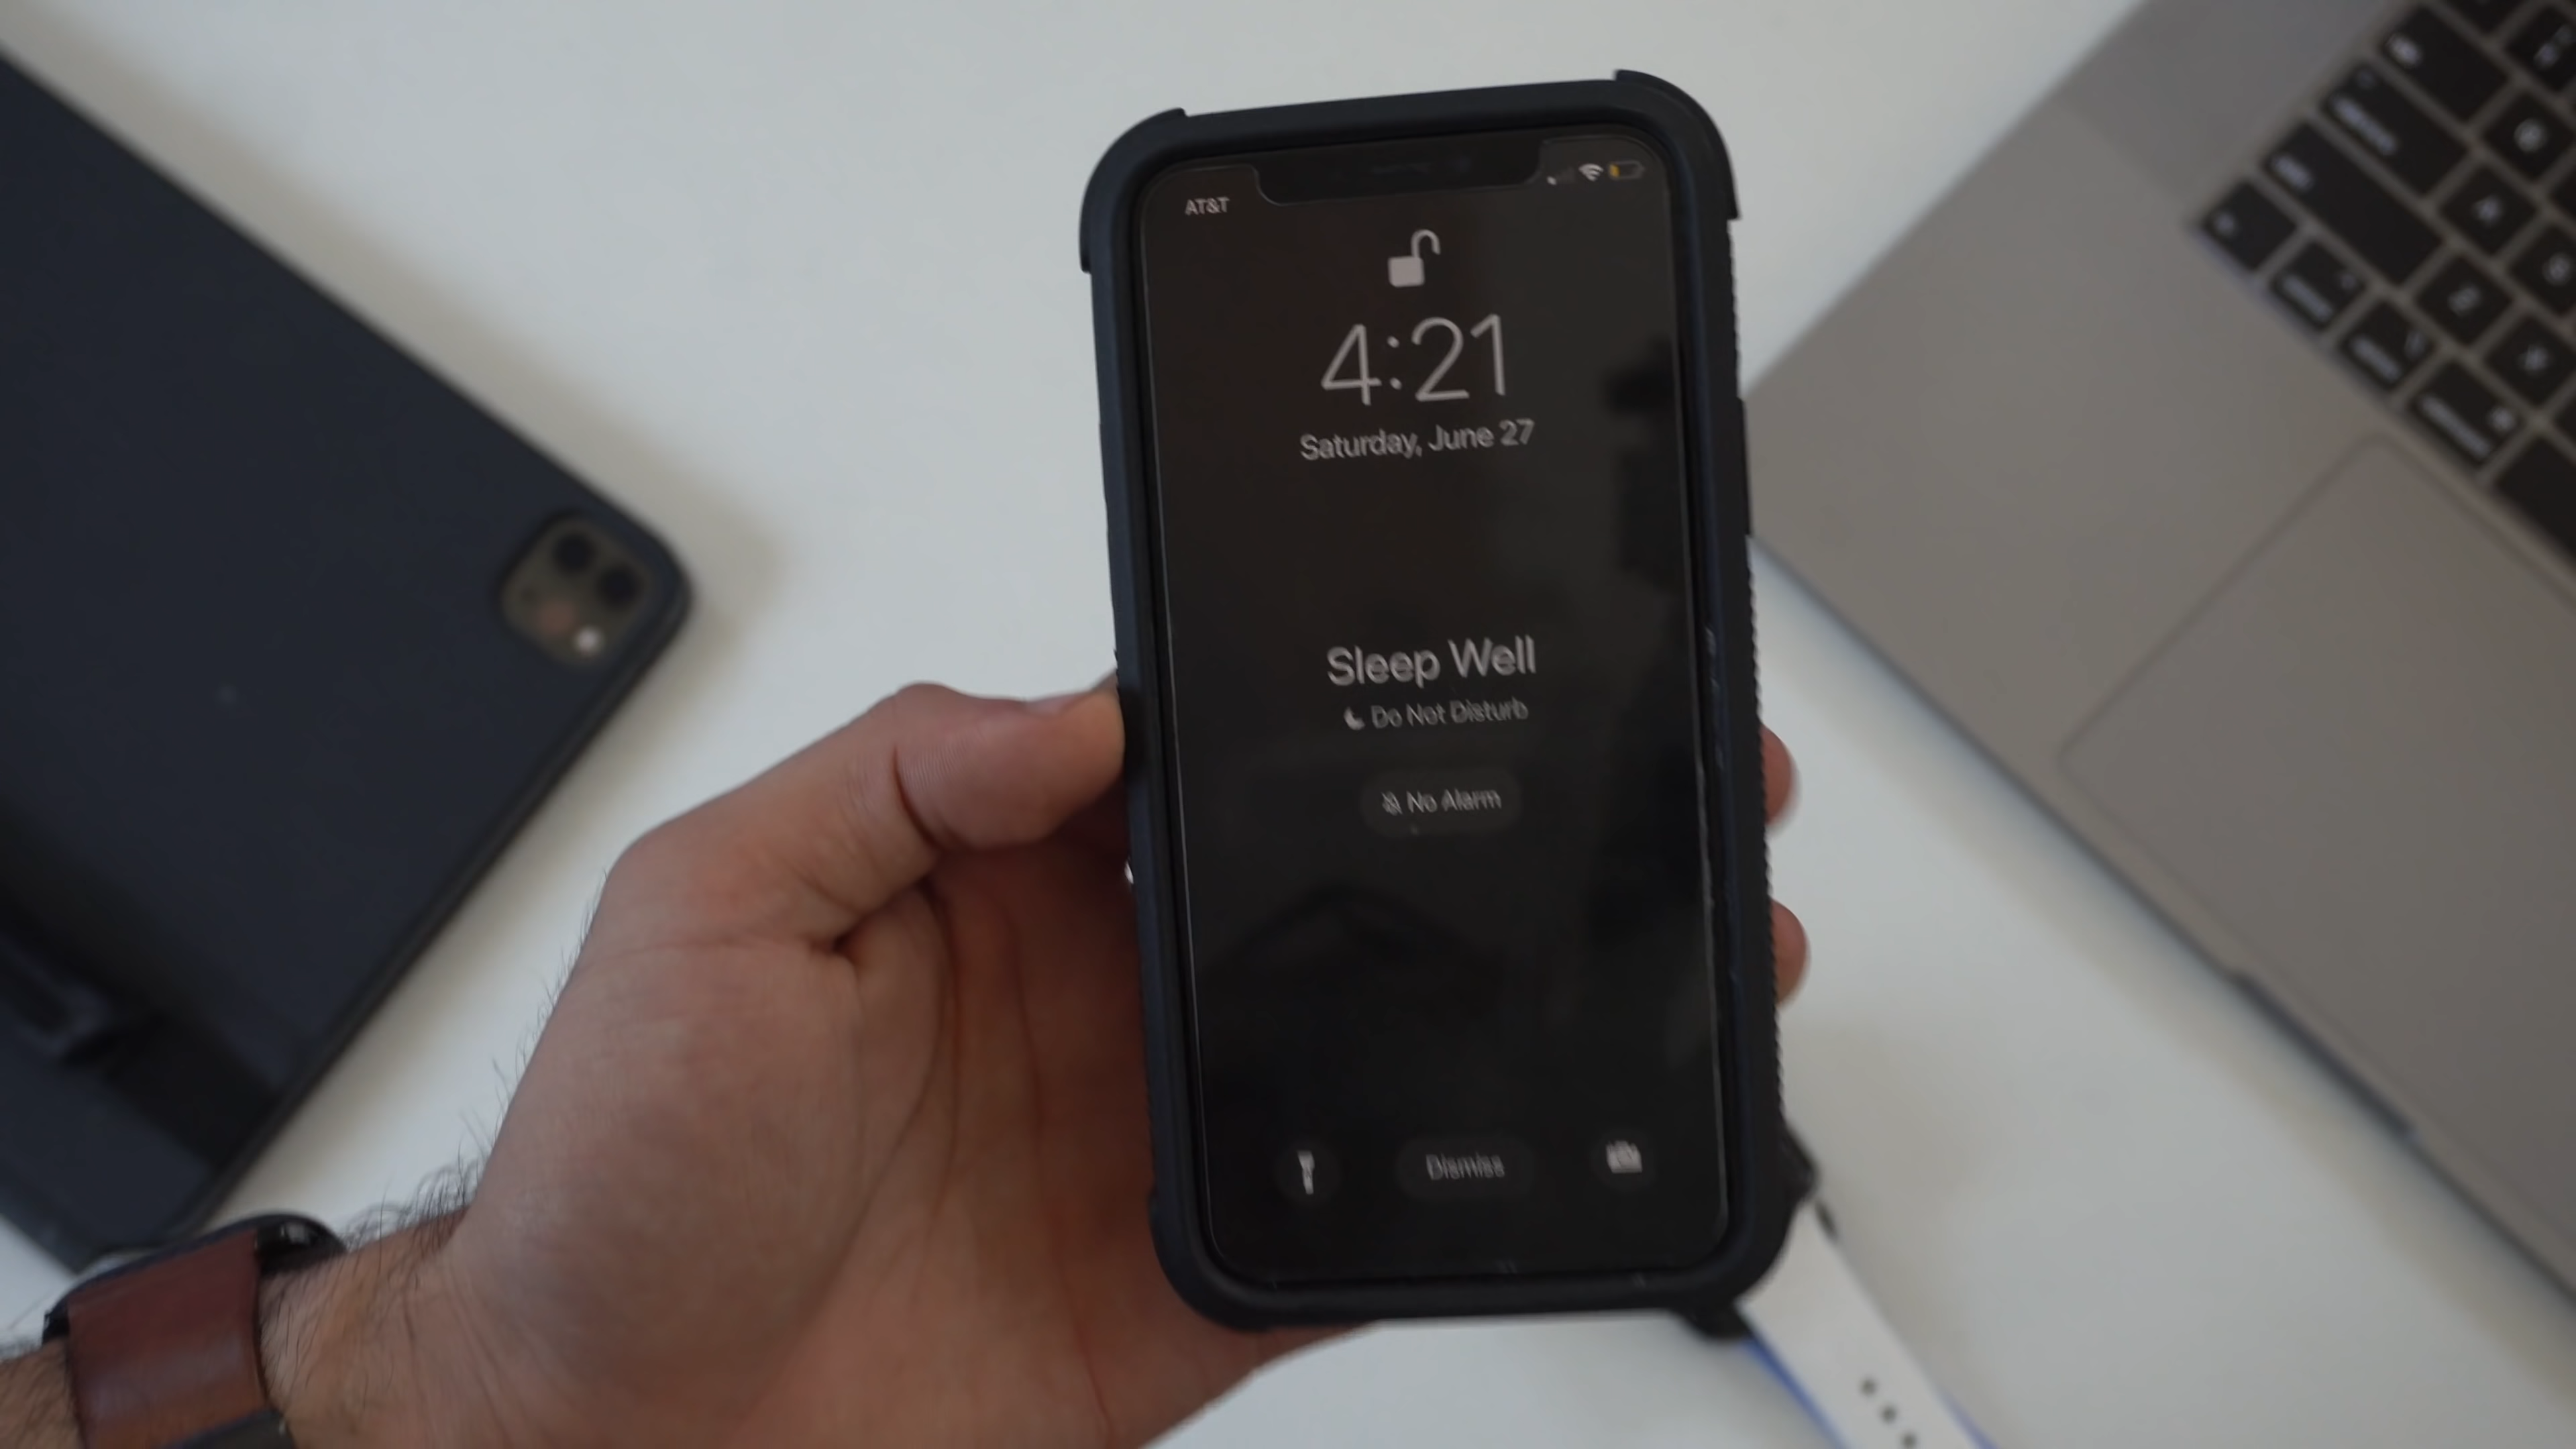 AT&T
4:21
Saturday, June 27
Sleep Well
Do Not Disturb
No Alarm
Dismiss